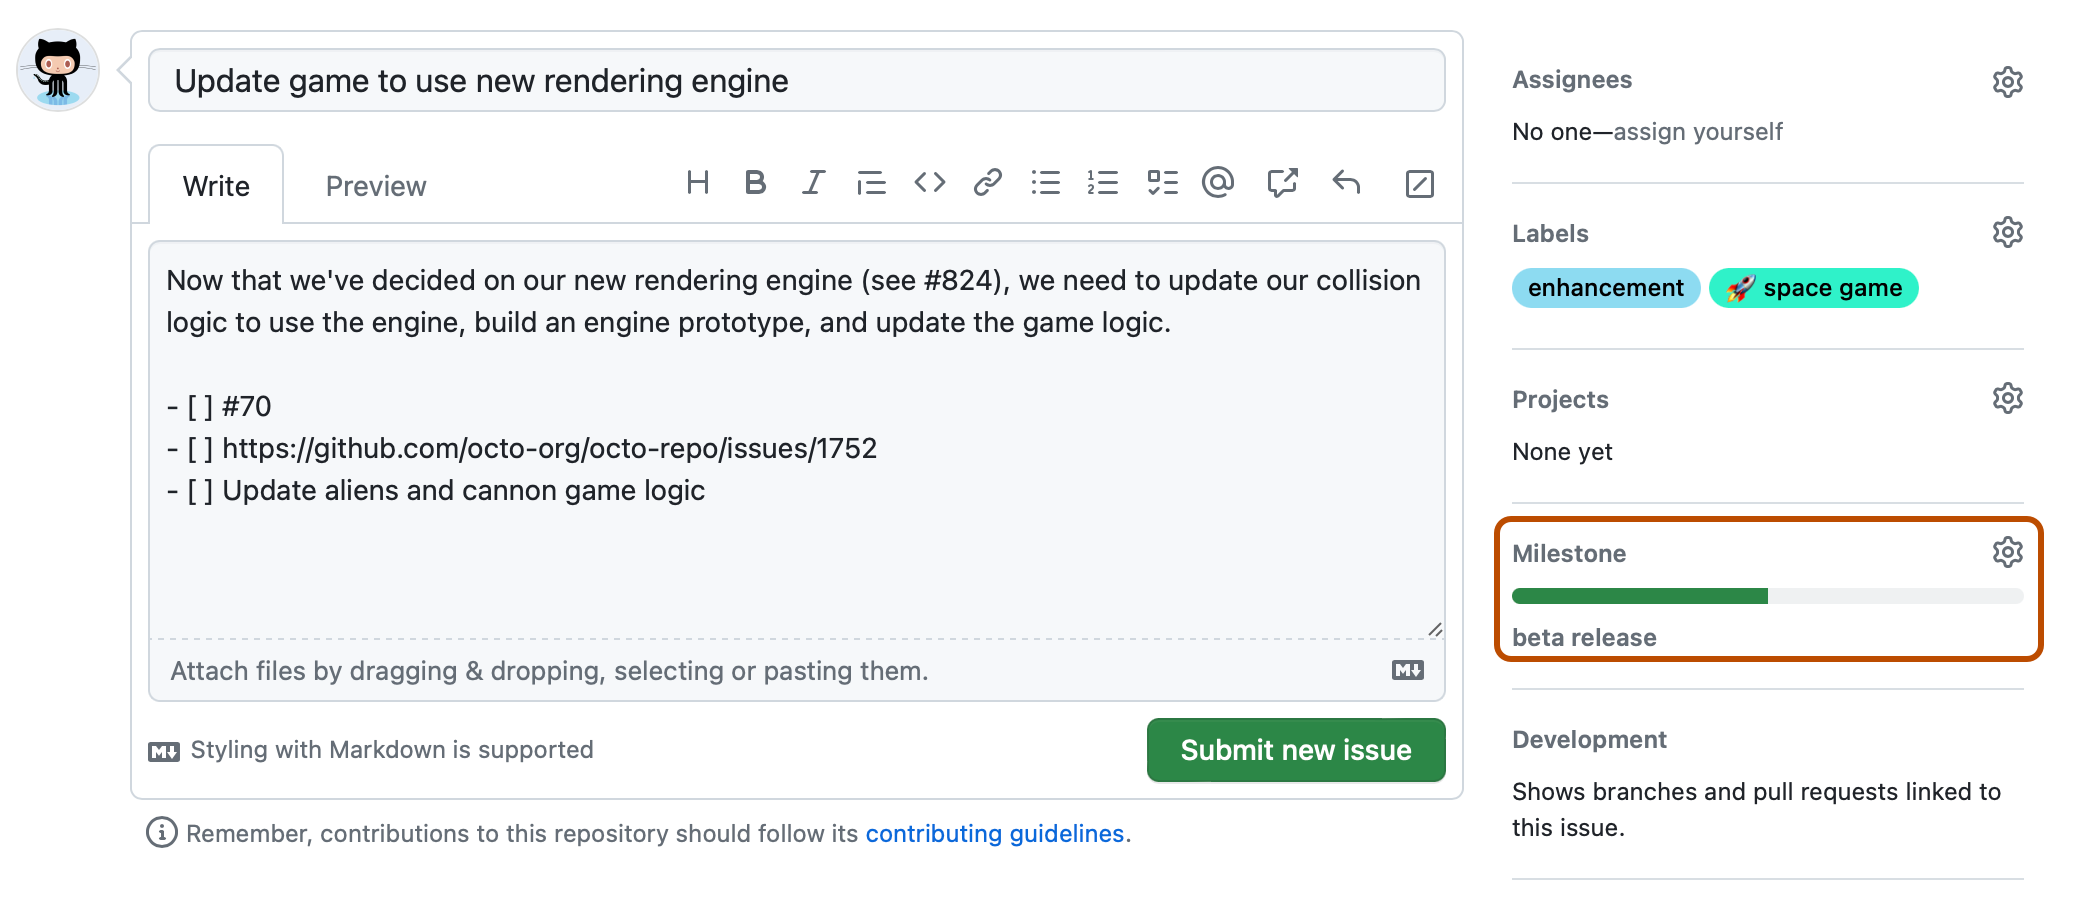 Update game to use new rendering engine
Write
Preview
Now that we've decided on our new rendering engine (see #824), we need to update our collision
logic to use the engine, build an engine prototype, and update the game logic.
- [ ] #70
- [ ] https://github.com/octo-org/octo-repo/issues/1752
- [ ] Update aliens and cannon game logic
Attach files by dragging & dropping, selecting or pasting them.
Styling with Markdown is supported
Submit new issue
Remember, contributions to this repository should follow its contributing guidelines.
Assignees
No one—assign yourself
Labels
enhancement
🚀 space game
Projects
None yet
Milestone
beta release
Development
Shows branches and pull requests linked to
this issue.